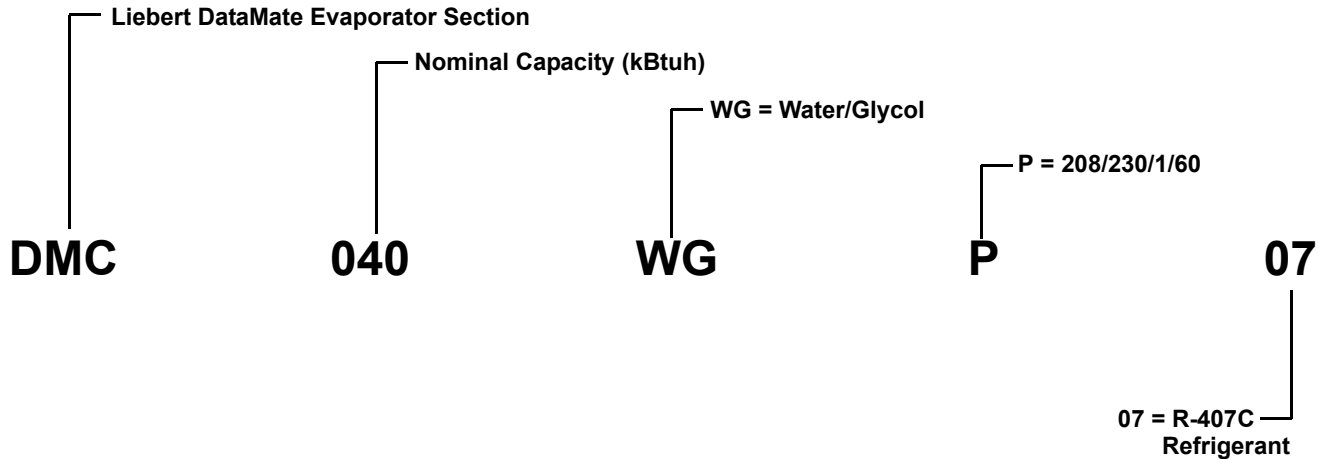 Liebert DataMate Evaporator Section
Nominal Capacity (kBtuh)
WG = Water/Glycol
P = 208/230/1/60
DMC 040 WG P 07
07 = R-407C
Refrigerant